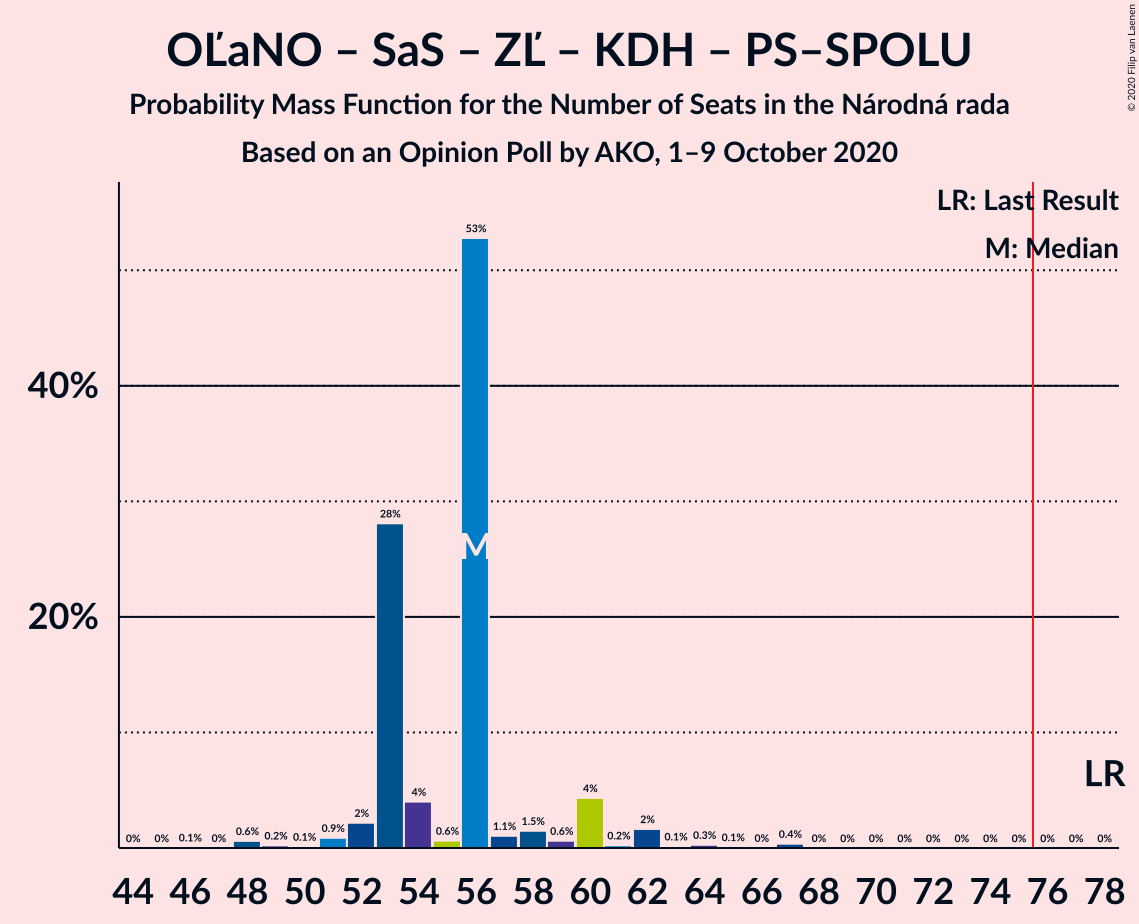 OĽaNO – SaS – ZĽ – KDH – PS–SPOLU
Probability Mass Function for the Number of Seats in the Národná rada
Based on an Opinion Poll by AKO, 1–9 October 2020
© 2020 Filip van Laenen
LR: Last Result
M: Median
53%
40%
28%
M
20%
LR
0% 0% 0.1% 0% 0.6% 0.2% 0.1% 0.9% 2% 4% 0.6% 1.1% 1.5% 0.6% 4% 0.2% 2% 0.1% 0.3% 0.1% 0% 0.4% 0% 0% 0% 0% 0% 0% 0% 0% 0% 0% 0%
44 46 48 50 52 54 56 58 60 62 64 66 68 70 72 74 76 78